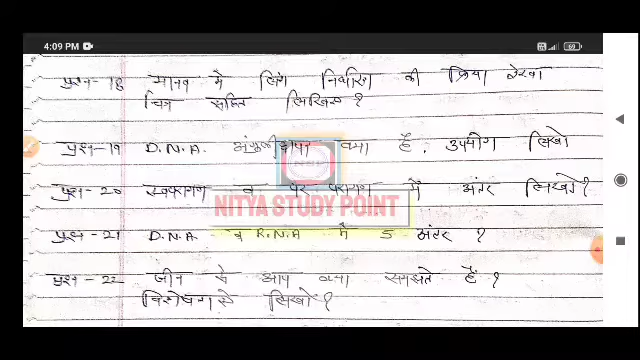 4:09 PM
69
प्रश्न-18 मानव मे लिंग निर्धारण की क्रिया रेखा
चित्र सहित लिखिए ?
प्रश्न-19 D.N.A. अंगुलीछापा क्या है. उपयोग लिखो
प्रश्न-20 स्वपरागण व पर परागण में अंतर लिखो ?
NITYA STUDY POINT
प्रश्न-21 D.N.A व R.N.A में 5 अंतर ?
प्रश्न-22 जीन से आप क्या समझते हैं ?
लिखो ?